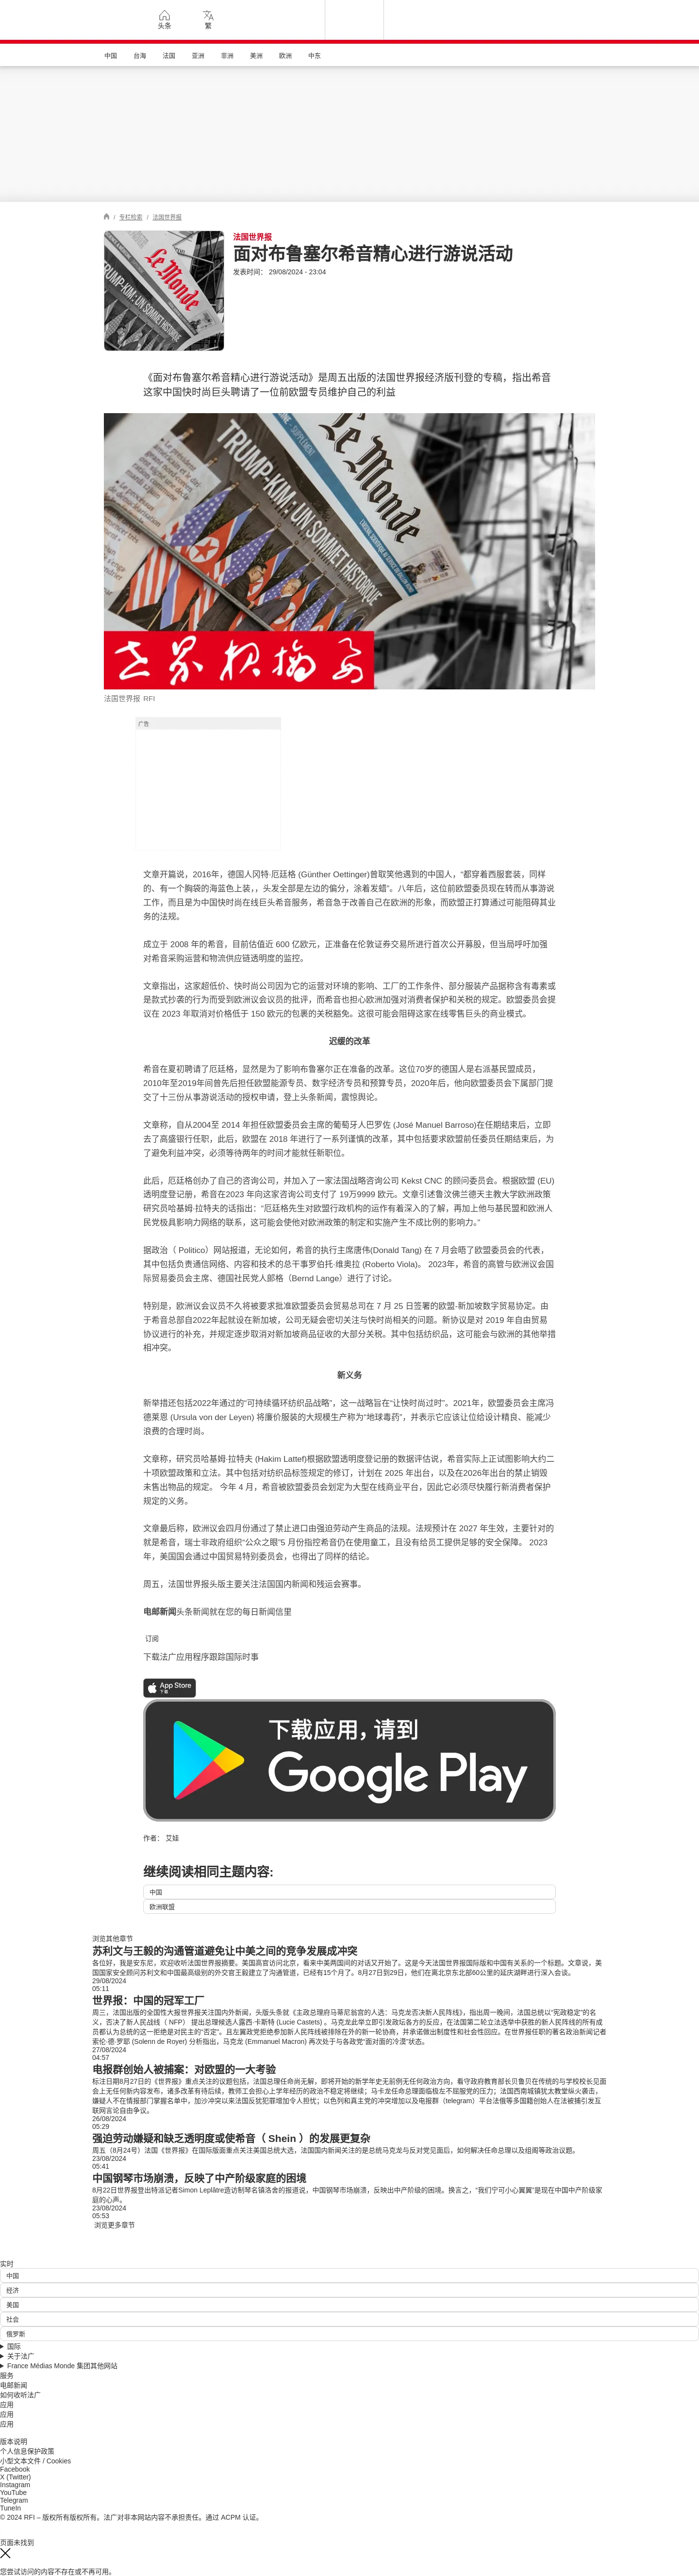 头条
繁
中国
台海
法国
亚洲
非洲
美洲
欧洲
中东
/ 专栏检索 / 法国世界报
法国世界报
面对布鲁塞尔希音精心进行游说活动
发表时间： 29/08/2024 - 23:04
《面对布鲁塞尔希音精心进行游说活动》是周五出版的法国世界报经济版刊登的专稿，指出希音
这家中国快时尚巨头聘请了一位前欧盟专员维护自己的利益
Le Monde
TRUMP-KIM: UN SOMMET HISTORIQUE
世界报摘要
法国世界报 RFI
广告
文章开篇说，2016年，德国人冈特·厄廷格 (Günther Oettinger)曾取笑他遇到的中国人，“都穿着西服套装，同样
的、有一个胸袋的海蓝色上装，，头发全部是左边的偏分，涂着发蜡”。八年后，这位前欧盟委员现在转而从事游说
工作，而且是为中国快时尚在线巨头希音服务，希音急于改善自己在欧洲的形象，而欧盟正打算通过可能阻碍其业
务的法规。
成立于 2008 年的希音，目前估值近 600 亿欧元，正准备在伦敦证券交易所进行首次公开募股，但当局呼吁加强
对希音采购运营和物流供应链透明度的监控。
文章指出，这家超低价、快时尚公司因为它的运营对环境的影响、工厂的工作条件、部分服装产品据称含有毒素或
是款式抄袭的行为而受到欧洲议会议员的批评，而希音也担心欧洲加强对消费者保护和关税的规定。欧盟委员会提
议在 2023 年取消对价格低于 150 欧元的包裹的关税豁免。这很可能会阻碍这家在线零售巨头的商业模式。
迟缓的改革
希音在夏初聘请了厄廷格，显然是为了影响布鲁塞尔正在准备的改革。这位70岁的德国人是右派基民盟成员，
2010年至2019年间曾先后担任欧盟能源专员、数字经济专员和预算专员，2020年后，他向欧盟委员会下属部门提
交了十三份从事游说活动的授权申请，登上头条新闻，震惊舆论。
文章称，自从2004至 2014 年担任欧盟委员会主席的葡萄牙人巴罗佐 (José Manuel Barroso)在任期结束后，立即
去了高盛银行任职，此后，欧盟在 2018 年进行了一系列谨慎的改革，其中包括要求欧盟前任委员任期结束后，为
了避免利益冲突，必须等待两年的时间才能就任新职位。
此后，厄廷格创办了自己的咨询公司，并加入了一家法国战略咨询公司 Kekst CNC 的顾问委员会。根据欧盟 (EU)
透明度登记册，希音在2023 年向这家咨询公司支付了 19万9999 欧元。文章引述鲁汶佛兰德天主教大学欧洲政策
研究员哈基姆·拉特夫的话指出：“厄廷格先生对欧盟行政机构的运作有着深入的了解，再加上他与基民盟和欧洲人
民党极具影响力网络的联系，这可能会使他对欧洲政策的制定和实施产生不成比例的影响力。”
据政治（ Politico）网站报道，无论如何，希音的执行主席唐伟(Donald Tang) 在 7 月会晤了欧盟委员会的代表，
其中包括负责通信网络、内容和技术的总干事罗伯托·维奥拉 (Roberto Viola)。 2023年，希音的高管与欧洲议会国
际贸易委员会主席、德国社民党人郎格（Bernd Lange）进行了讨论。
特别是，欧洲议会议员不久将被要求批准欧盟委员会贸易总司在 7 月 25 日签署的欧盟-新加坡数字贸易协定。由
于希音总部自2022年起就设在新加坡，公司无疑会密切关注与快时尚相关的问题。新协议是对 2019 年自由贸易
协议进行的补充，并规定逐步取消对新加坡商品征收的大部分关税。其中包括纺织品，这可能会与欧洲的其他举措
相冲突。
新义务
新举措还包括2022年通过的“可持续循环纺织品战略”，这一战略旨在“让快时尚过时”。2021年，欧盟委员会主席冯
德莱恩 (Ursula von der Leyen) 将廉价服装的大规模生产称为“地球毒药”，并表示它应该让位给设计精良、能减少
浪费的合理时尚。
文章称，研究员哈基姆·拉特夫 (Hakim Lattef)根据欧盟透明度登记册的数据评估说，希音实际上正试图影响大约二
十项欧盟政策和立法。其中包括对纺织品标签规定的修订，计划在 2025 年出台，以及在2026年出台的禁止销毁
未售出物品的规定。 今年 4 月，希音被欧盟委员会划定为大型在线商业平台，因此它必须尽快履行新消费者保护
规定的义务。
文章最后称，欧洲议会四月份通过了禁止进口由强迫劳动产生商品的法规。法规预计在 2027 年生效，主要针对的
就是希音，瑞士非政府组织“公众之眼”5 月份指控希音仍在使用童工，且没有给员工提供足够的安全保障。 2023
年，美国国会通过中国贸易特别委员会，也得出了同样的结论。
周五，法国世界报头版主要关注法国国内新闻和残运会赛事。
电邮新闻头条新闻就在您的每日新闻信里
订阅
下载法广应用程序跟踪国际时事
App Store
下载
下载应用，请到
Google Play
作者： 艾娃
继续阅读相同主题内容:
中国
欧洲联盟
浏览其他章节
苏利文与王毅的沟通管道避免让中美之间的竞争发展成冲突
各位好，我是安东尼，欢迎收听法国世界报摘要。美国高官访问北京，看来中美两国间的对话又开始了。这是今天法国世界报国际版和中国有关系的一个标题。文章说，美
国国家安全顾问苏利文和中国最高级别的外交官王毅建立了沟通管道，已经有15个月了。8月27日到29日，他们在离北京东北部60公里的延庆湖畔进行深入会谈。
29/08/2024
05:11
世界报：中国的冠军工厂
周三，法国出版的全国性大报世界报关注国内外新闻，头版头条就《主政总理府马蒂尼翁宫的人选：马克龙否决新人民阵线》，指出周一晚间，法国总统以“宪政稳定”的名
义，否决了新人民战线（ NFP） 提出总理候选人露西·卡斯特 (Lucie Castets) 。马克龙此举立即引发政坛各方的反应，在法国第二轮立法选举中获胜的新人民阵线的所有成
员都认为总统的这一拒绝是对民主的“否定”。且左翼政党拒绝参加新人民阵线被排除在外的新一轮协商，并承诺做出制度性和社会性回应。在世界报任职的著名政治新闻记者
索伦·德·罗耶 (Solenn de Royer) 分析指出，马克龙 (Emmanuel Macron) 再次处于与各政党“面对面的冷漠”状态。
27/08/2024
04:57
电报群创始人被捕案：对欧盟的一大考验
标注日期8月27日的《世界报》重点关注的议题包括，法国总理任命尚无解，即将开始的新学年史无前例无任何政治方向，看守政府教育部长贝鲁贝在传统的与学校校长见面
会上无任何新内容发布，诸多改革有待后续，教师工会担心上学年经历的政治不稳定将继续；马卡龙任命总理面临极左不屈服党的压力；法国西南城镇犹太教堂纵火袭击，
嫌疑人不在情报部门掌握名单中，加沙冲突以来法国反犹犯罪增加令人担忧；以色列和真主党的冲突增加以及电报群（telegram）平台法俄等多国籍创始人在法被捕引发互
联网言论自由争议。
26/08/2024
05:29
强迫劳动嫌疑和缺乏透明度或使希音（ Shein ）的发展更复杂
周五（8月24号）法国《世界报》在国际版面重点关注美国总统大选，法国国内新闻关注的是总统马克龙与反对党见面后，如何解决任命总理以及组阁等政治议题。
23/08/2024
05:41
中国钢琴市场崩溃，反映了中产阶级家庭的困境
8月22日世界报登出特派记者Simon Leplâtre造访制琴名镇洛舍的报道说，中国钢琴市场崩溃，反映出中产阶级的困境。换言之，“我们宁可小心翼翼”是现在中国中产阶级家
庭的心声。
23/08/2024
05:53
浏览更多章节
实时
中国
经济
美国
社会
俄罗斯
国际
关于法广
France Médias Monde 集团其他网站
服务
电邮新闻
如何收听法广
应用
应用
应用
版本说明
个人信息保护政策
小型文本文件 / Cookies
Facebook
X (Twitter)
Instagram
YouTube
Telegram
TuneIn
© 2024 RFI – 版权所有版权所有。法广对非本网站内容不承担责任。通过 ACPM 认证。
页面未找到
您尝试访问的内容不存在或不再可用。